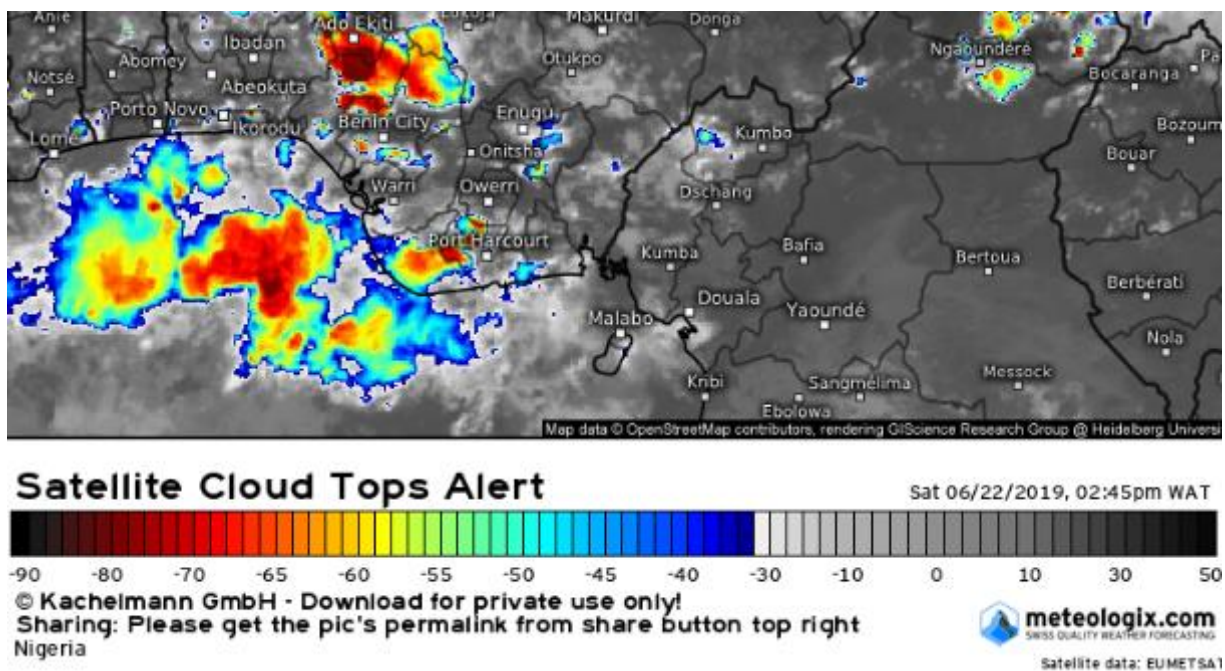 Anie
Ado Ekiti
Lokoja
Makurdi
Donga
Ibadan
Ngaoundéré
Abomey
Otukpo
Notsé
Bocaranga
Abeokuta
Porto Novo
Enugu
Ikorodu
Benin City
Kumbo
Bozoum
Lomé
Onitsha
Bouar
Warri
Owerri
Dschang
Port Harcourt
Kumba
Bafia
Bertoua
Berbérati
Douala
Yaoundé
Malabo
Nola
Kribi
Sangmélima
Messock
Ebolowa
Map data © OpenStreetMap contributors, rendering GIScience Research Group @ Heidelberg Universi
Satellite Cloud Tops Alert
Sat 06/22/2019, 02:45pm WAT
-90 -80 -70 -65 -60 -55 -50 -45 -40 -30 -10 0 10 30 50
© Kachelmann GmbH - Download for private use only!
Sharing: Please get the pic's permalink from share button top right
Nigeria
meteologix.com
SWISS QUALITY WEATHER FORECASTING
Satellite data: EUMETSAT